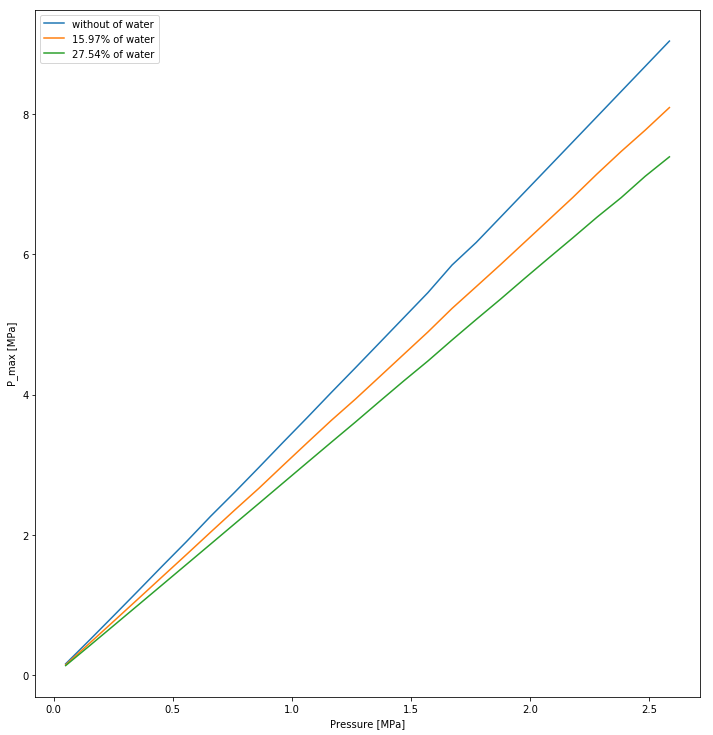 without of water
15.97% of water
27.54% of water
8
6
4
2
0
P_max [MPa]
0.0 0.5 1.0 1.5 2.0 2.5
Pressure [MPa]